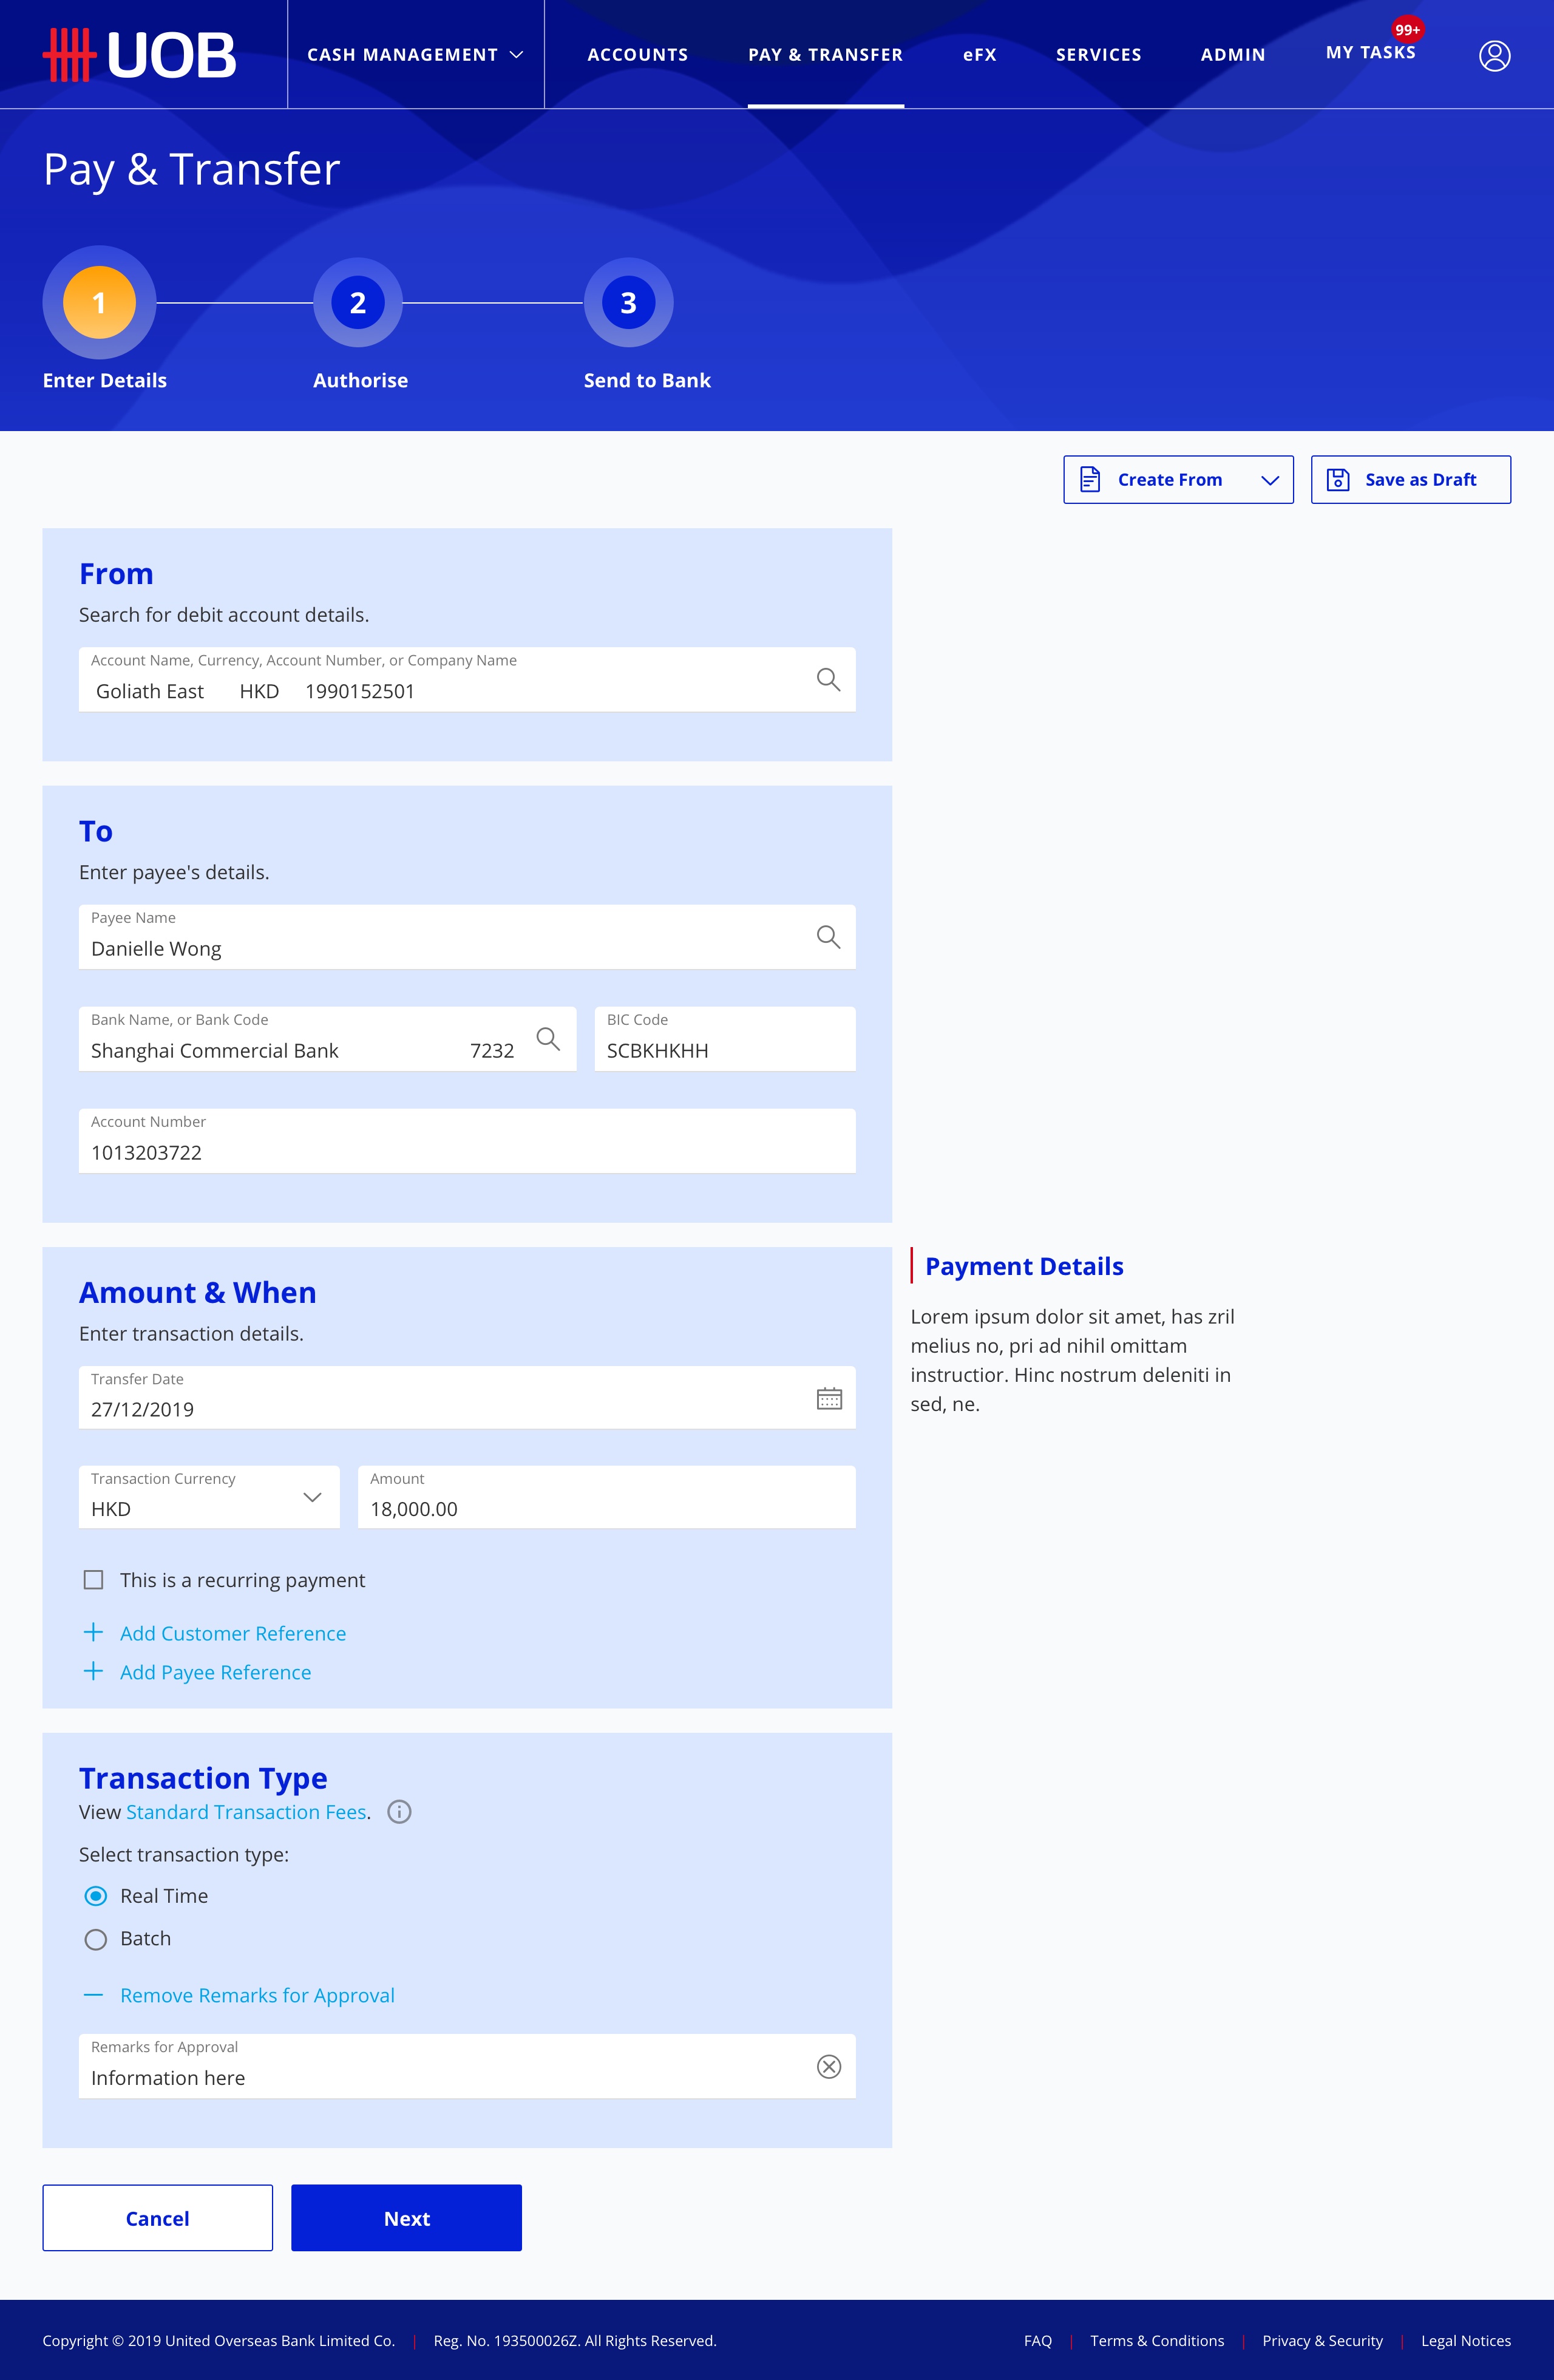 UOB
CASH MANAGEMENT
ACCOUNTS
PAY & TRANSFER
eFX
SERVICES
ADMIN
MY TASKS
99+
Pay & Transfer
1
2
3
Enter Details
Authorise
Send to Bank
Create From
Save as Draft
From
Search for debit account details.
Account Name, Currency, Account Number, or Company Name
Goliath East HKD 1990152501
To
Enter payee's details.
Payee Name
Danielle Wong
Bank Name, or Bank Code
Shanghai Commercial Bank 7232
BIC Code
SCBKHKHH
Account Number
1013203722
Amount & When
Enter transaction details.
Transfer Date
27/12/2019
Transaction Currency
HKD
Amount
18,000.00
This is a recurring payment
Add Customer Reference
Add Payee Reference
Payment Details
Lorem ipsum dolor sit amet, has zril
melius no, pri ad nihil omittam
instructior. Hinc nostrum deleniti in
sed, ne.
Transaction Type
View Standard Transaction Fees.
Select transaction type:
Real Time
Batch
Remove Remarks for Approval
Remarks for Approval
Information here
Cancel
Next
Copyright © 2019 United Overseas Bank Limited Co. | Reg. No. 193500026Z. All Rights Reserved.
FAQ | Terms & Conditions | Privacy & Security | Legal Notices